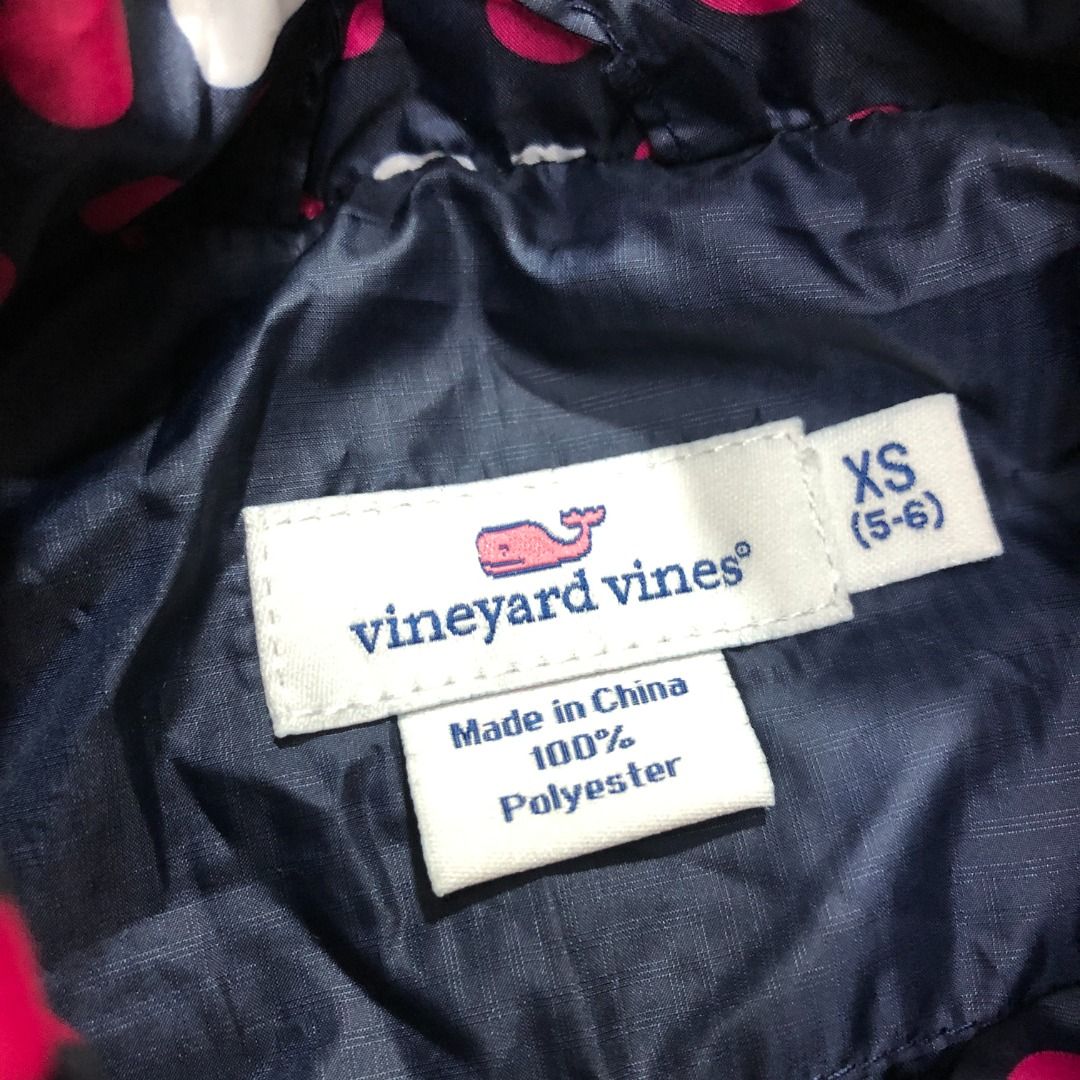 vineyard vines®
XS
(5-6)
Made in China
100%
Polyester